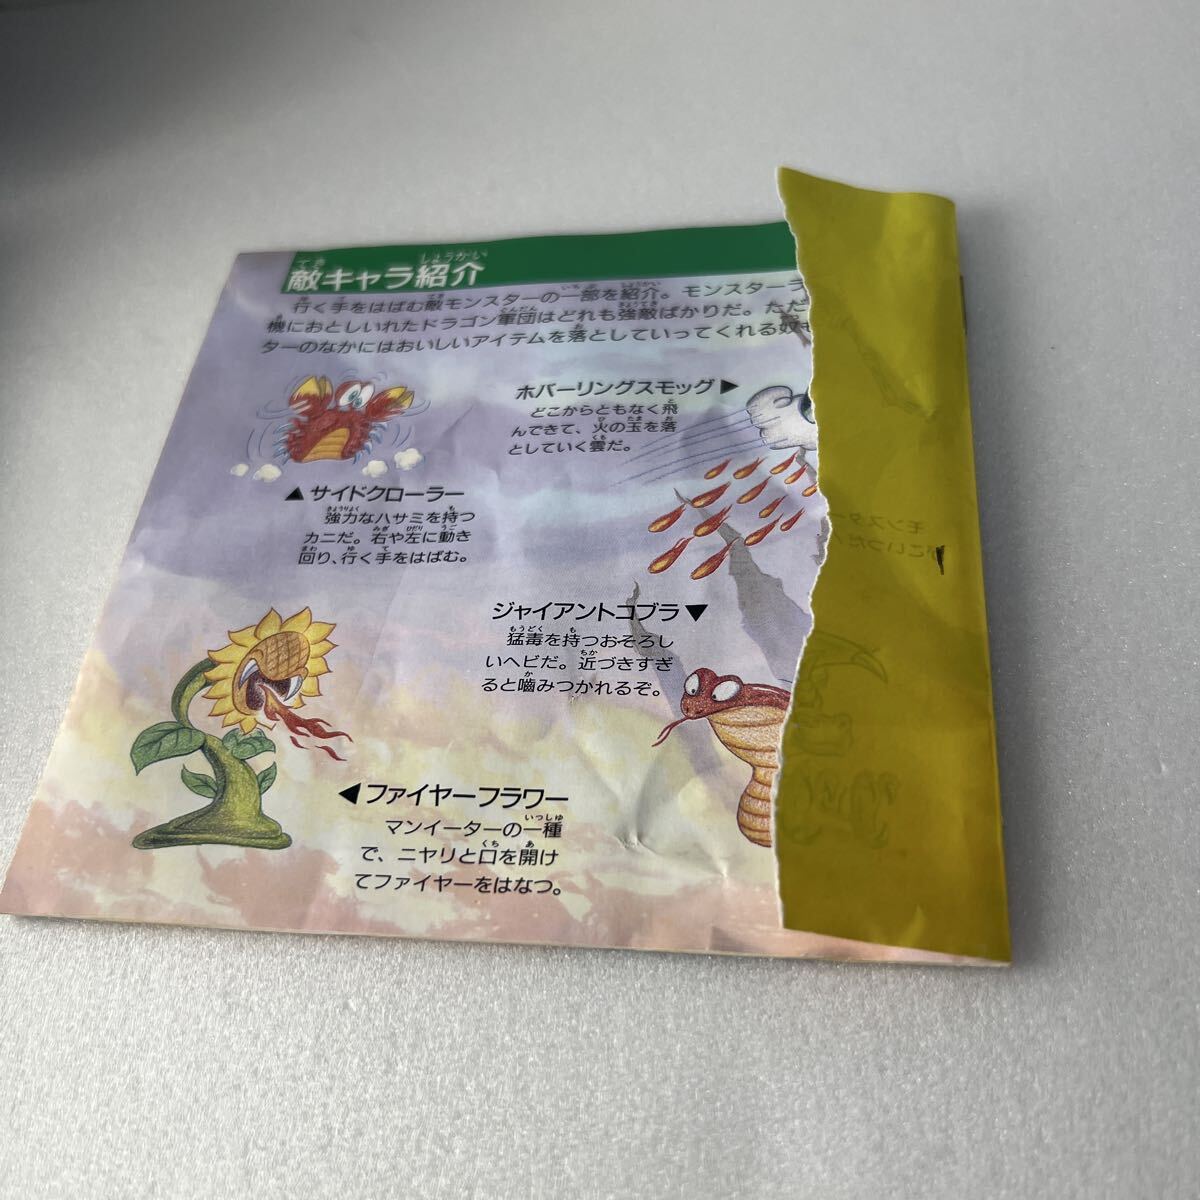 敵キャラ紹介
行く手をはばむ敵モンスターの一部を紹介。モンスターラ
機におとしいれたドラゴン軍団はどれも強敵ばかりだ。ただ
ターのなかにはおいしいアイテムを落としていってくれる奴も
ホバーリングスモッグ▶
どこからともなく飛
んできて、火の玉を落
としていく雲だ。
▲サイドクローラー
強力なハサミを持つ
カニだ。右や左に動き
回り、行く手をはばむ。
ジャイアントコブラ▼
猛毒を持つおそろし
いヘビだ。近づきすぎ
ると噛みつかれるぞ。
◀ファイヤーフラワー
マンイーターの一種
で、ニヤリと口を開け
てファイヤーをはなつ。
モンスター
がこいつだ